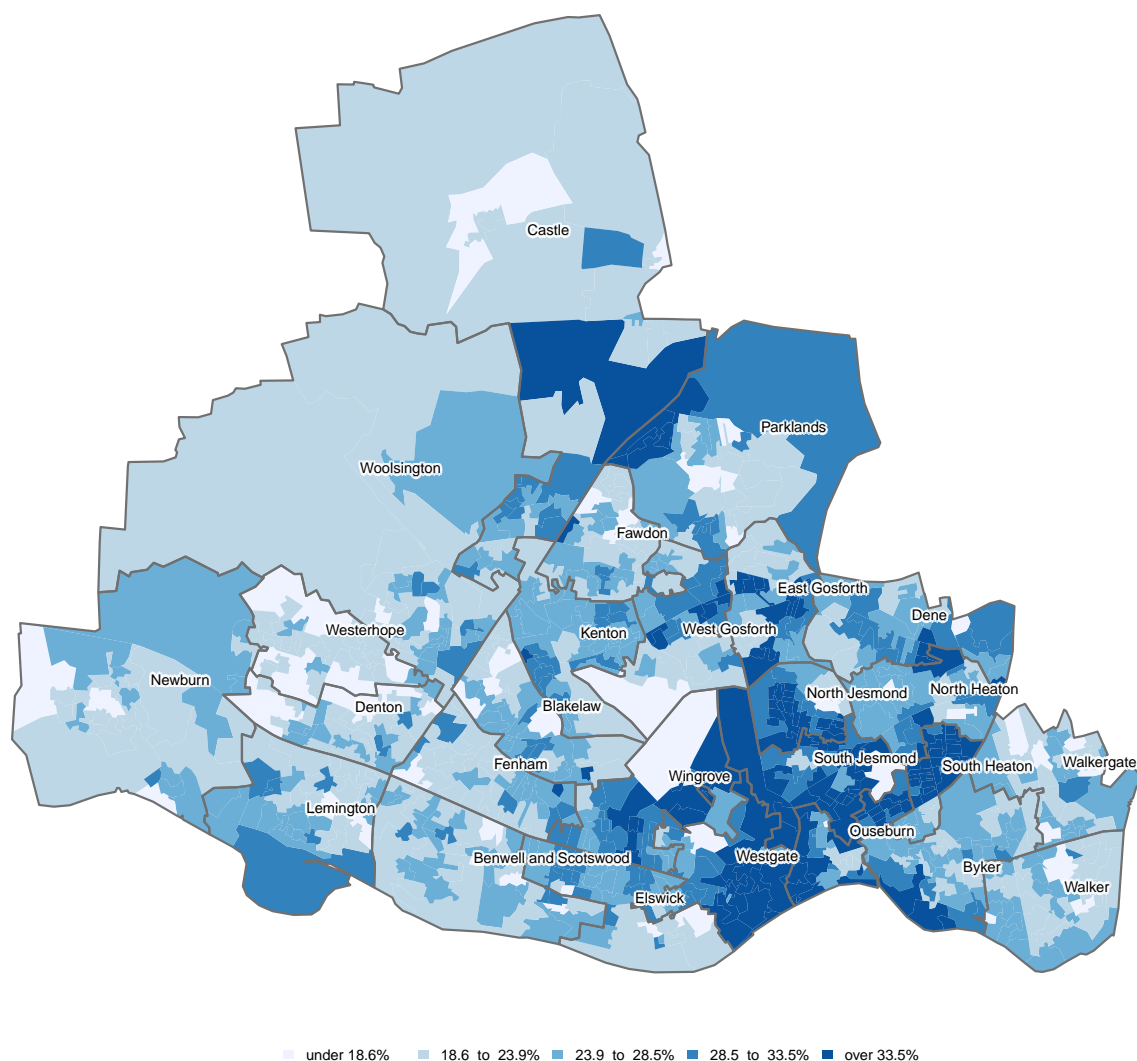 Castle
Parklands
Woolsington
Fawdon
East Gosforth
Dene
Westerhope
Kenton
West Gosforth
Newburn
North Jesmond
North Heaton
Denton
Blakelaw
South Jesmond
Fenham
South Heaton
Walkergate
Wingrove
Lemington
Ouseburn
Benwell and Scotswood
Westgate
Byker
Walker
Elswick
under 18.6% 18.6 to 23.9% 23.9 to 28.5% 28.5 to 33.5% over 33.5%